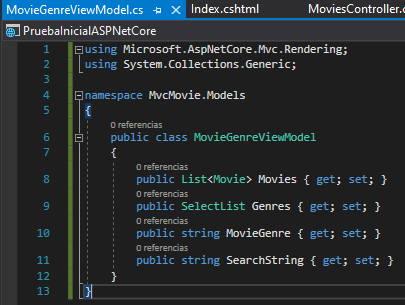 MovieGenreViewModel.cs Index.cshtml MoviesController.c
PruebaInicialASPNetCore
1 using Microsoft.AspNetCore.Mvc.Rendering;
2 using System.Collections.Generic;
3
4 namespace MvcMovie.Models
5 {
0 referencias
6 public class MovieGenreViewModel
7 {
0 referencias
8 public List<Movie> Movies { get; set; }
0 referencias
9 public SelectList Genres { get; set; }
0 referencias
10 public string MovieGenre { get; set; }
0 referencias
11 public string SearchString { get; set; }
12 }
13 }